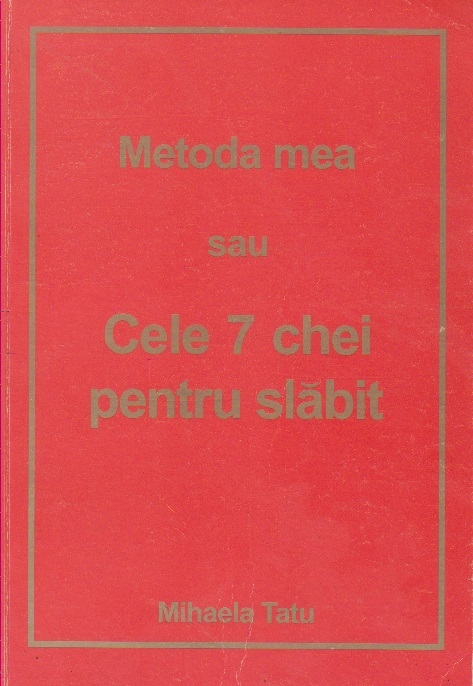 Metoda mea
sau
Cele 7 chei
pentru slăbit
Mihaela Tatu